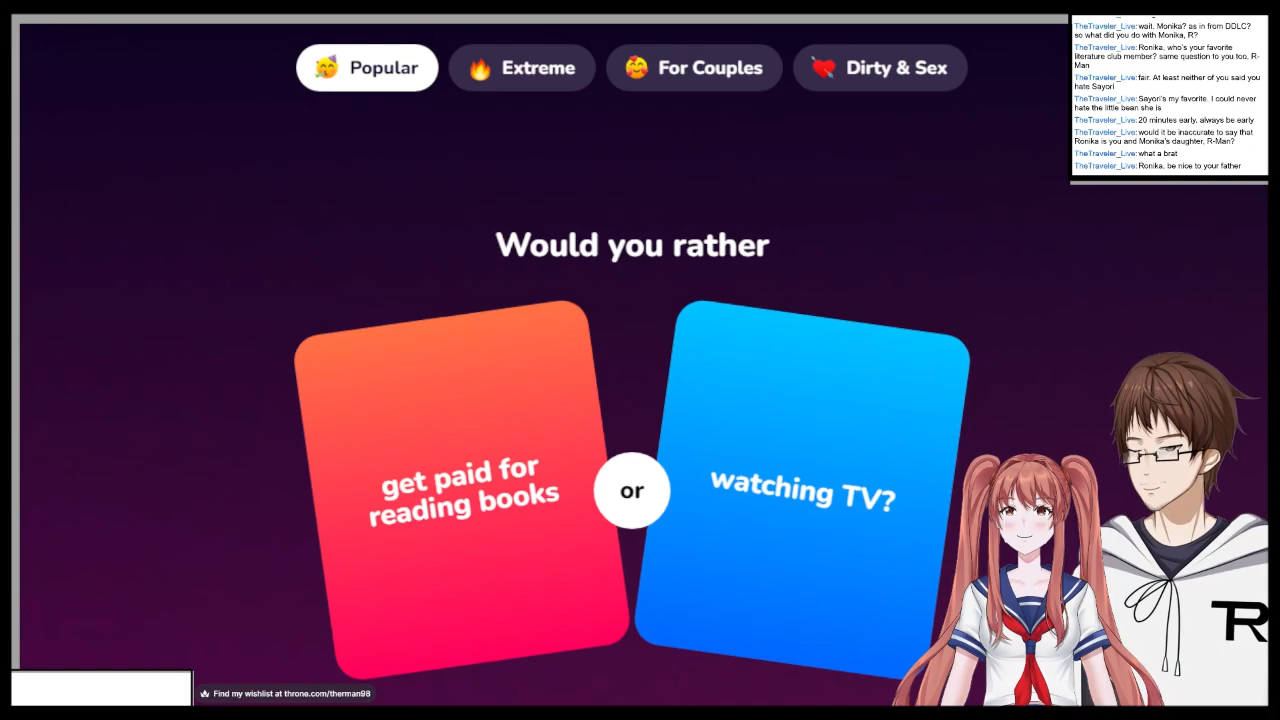 Popular
Extreme
For Couples
Dirty & Sex
TheTraveler_Live: wait, Monika? as in from DDLC?
so what did you do with Monika, R?
TheTraveler_Live: Ronika, who's your favorite
literature club member? same question to you too, R-
Man
TheTraveler_Live: fair. At least neither of you said you
hate Sayori
TheTraveler_Live: Sayori's my favorite. I could never
hate the little bean she is
TheTraveler_Live: 20 minutes early. always be early
TheTraveler_Live: would it be inaccurate to say that
Ronika is you and Monika's daughter, R-Man?
TheTraveler_Live: what a brat
TheTraveler_Live: Ronika, be nice to your father
Would you rather
get paid for
reading books
or
watching TV?
TR
Find my wishlist at throne.com/therman98